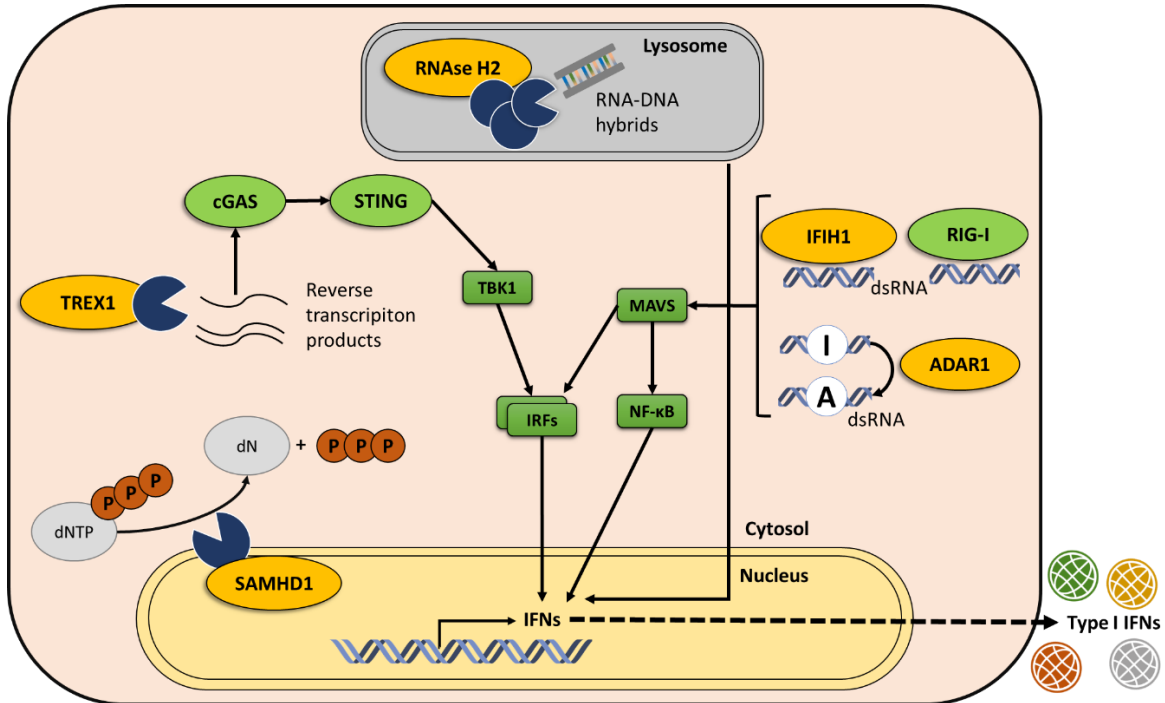 Lysosome
RNAse H2
RNA-DNA
hybrids
cGAS
STING
IFIH1
RIG-I
dsRNA
TREX1
Reverse
transcripiton
products
TBK1
MAVS
I
ADAR1
A
dsRNA
IRFs
NF-κB
dN
+
P P P
P P P
dNTP
Cytosol
SAMHD1
Nucleus
IFNs
Type I IFNs